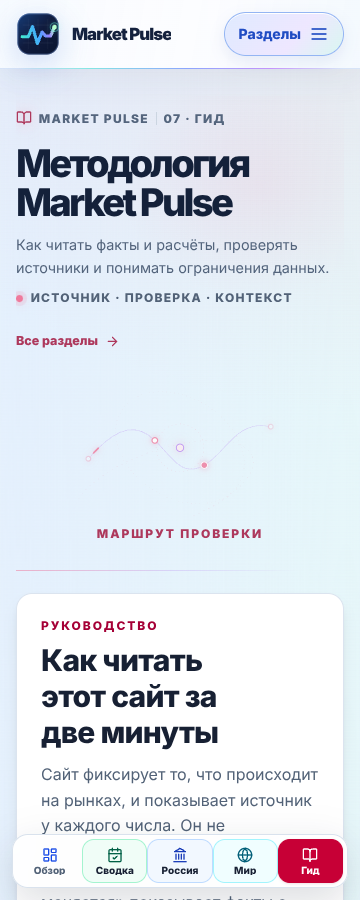 Market Pulse
Разделы
MARKET PULSE | 07 · ГИД
Методология
Market Pulse
Как читать факты и расчёты, проверять
источники и понимать ограничения данных.
ИСТОЧНИК · ПРОВЕРКА · КОНТЕКСТ
Все разделы →
МАРШРУТ ПРОВЕРКИ
РУКОВОДСТВО
Как читать
этот сайт за
две минуты
Сайт фиксирует то, что происходит
на рынках, и показывает источник
у каждого числа. Он не
Обзор
Сводка
Россия
Мир
Гид